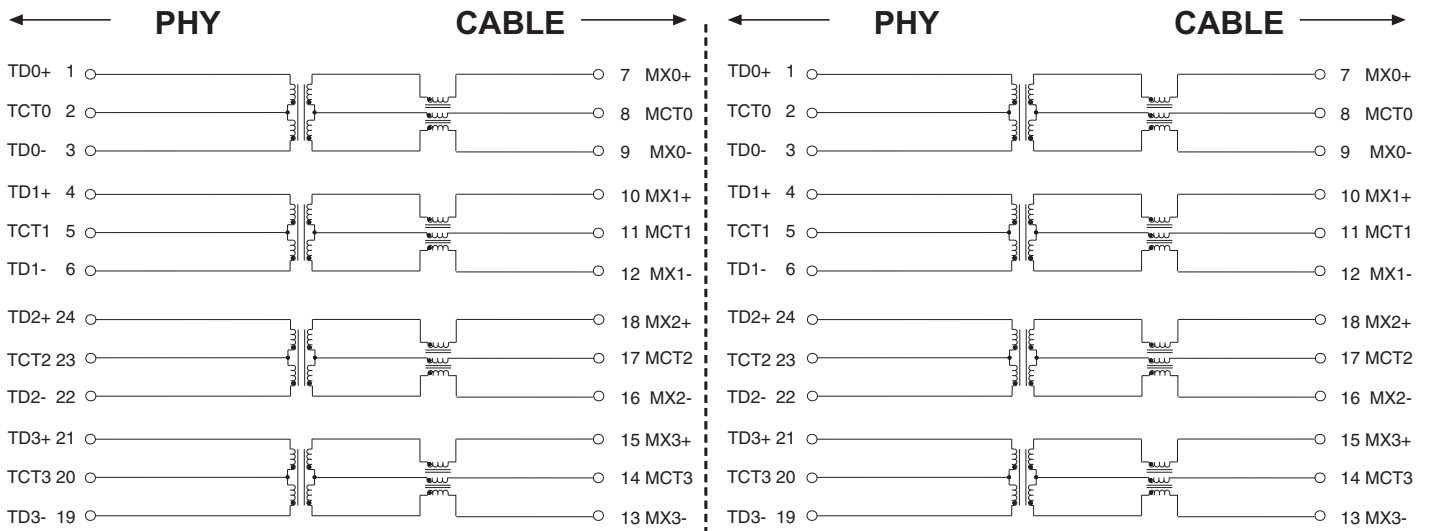 PHY CABLE
TD0+ 1 7 MX0+
TCT0 2 8 MCT0
TD0- 3 9 MX0-
TD1+ 4 10 MX1+
TCT1 5 11 MCT1
TD1- 6 12 MX1-
TD2+ 24 18 MX2+
TCT2 23 17 MCT2
TD2- 22 16 MX2-
TD3+ 21 15 MX3+
TCT3 20 14 MCT3
TD3- 19 13 MX3-
PHY CABLE
TD0+ 1 7 MX0+
TCT0 2 8 MCT0
TD0- 3 9 MX0-
TD1+ 4 10 MX1+
TCT1 5 11 MCT1
TD1- 6 12 MX1-
TD2+ 24 18 MX2+
TCT2 23 17 MCT2
TD2- 22 16 MX2-
TD3+ 21 15 MX3+
TCT3 20 14 MCT3
TD3- 19 13 MX3-